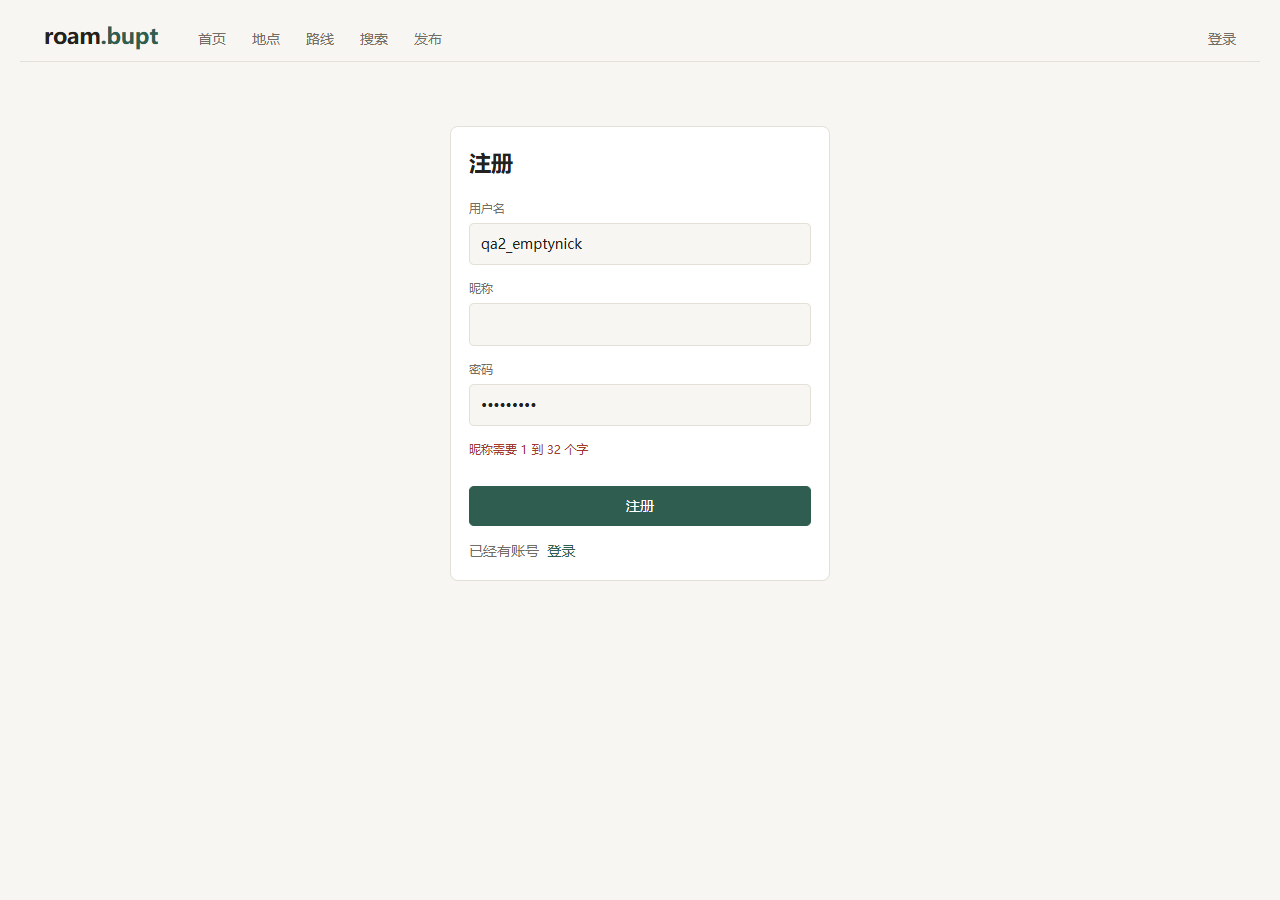 roam.bupt 首页 地点 路线 搜索 发布 登录
注册
用户名
qa2_emptynick
昵称
密码
•••••••••
昵称需要 1 到 32 个字
注册
已经有账号 登录